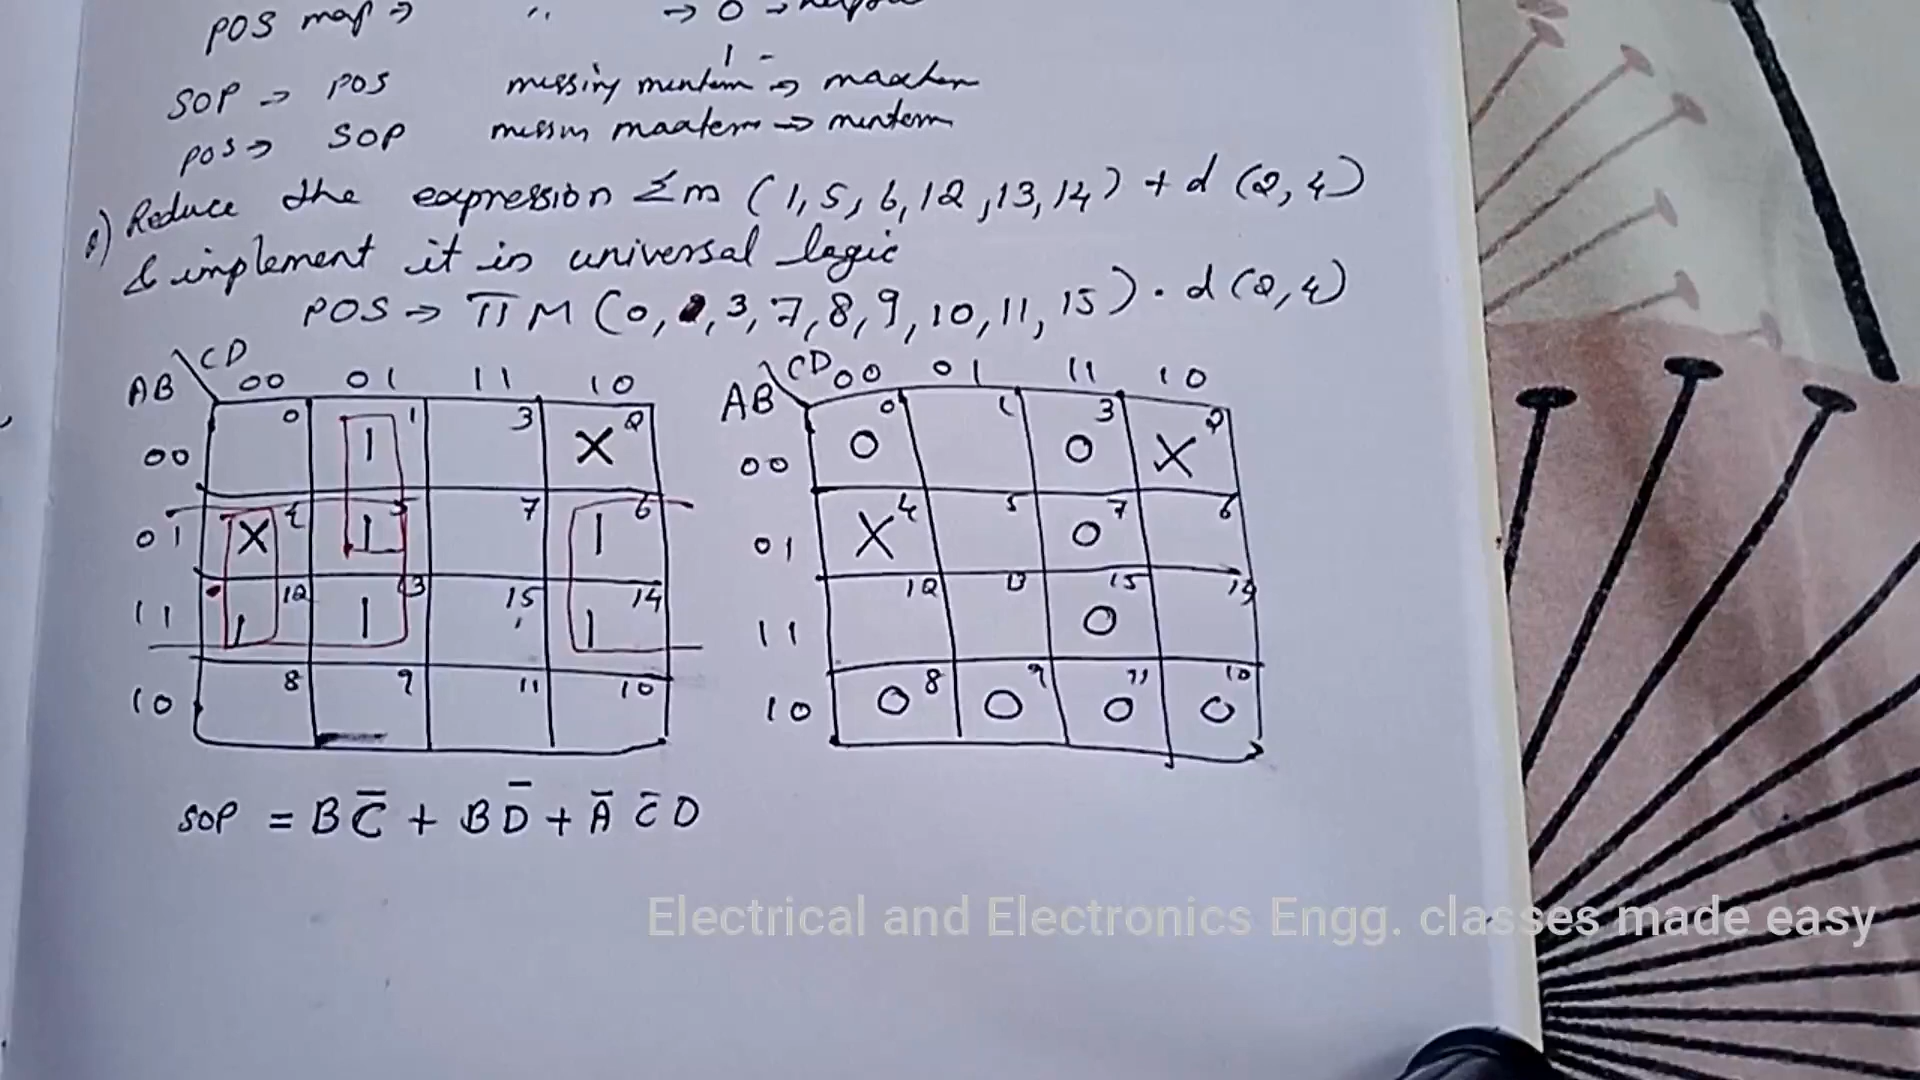 POS map → ,, → 0 →
1 -
SOP → POS missing minterm → maxterm
POS → SOP missin maxterm → minterm
Reduce the expression Σm (1, 5, 6, 12, 13, 14) + d (2, 4)
& implement it in universal logic
POS → ΠM (0, 3, 7, 8, 9, 10, 11, 15) . d (2, 4)
AB CD 00 01 11 10
00 0 1 1 3 X 2
01 X 4 1 5 7 1 6
11 1 12 1 13 15 1 14
10 8 9 11 10
AB CD 00 01 11 10
00 0 0 1 0 3 X 2
01 X 4 5 0 7 6
11 12 13 0 15 14
10 0 8 0 9 0 11 0 10
SOP = BC̅ + BD̅ + A̅ C̅ D
Electrical and Electronics Engg. classes made easy